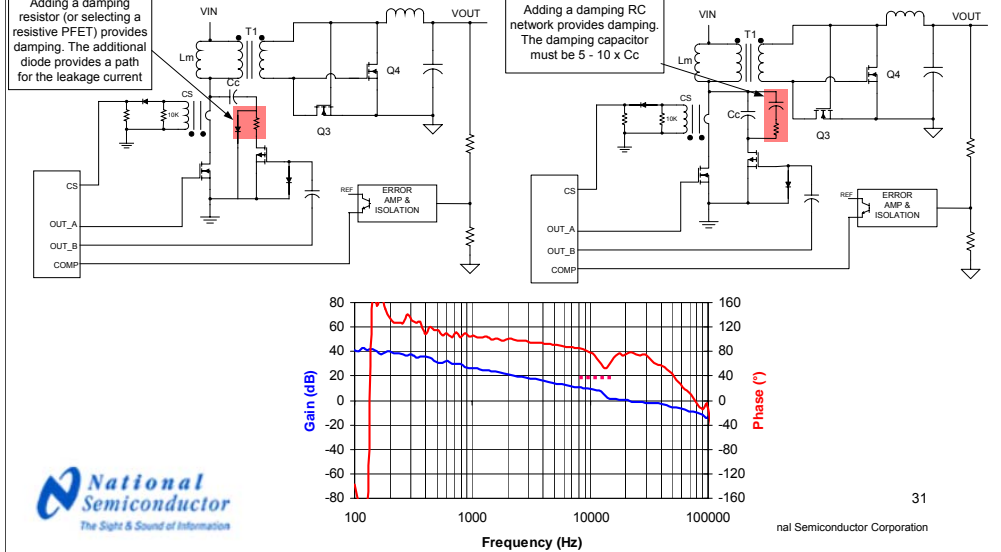 Adding a damping
resistor (or selecting a
resistive PFET) provides
damping. The additional
diode provides a path
for the leakage current
VIN
T1
VOUT
Lm
Cc
Q4
CS
10K
Q3
CS
REF
ERROR
AMP &
ISOLATION
OUT_A
OUT_B
COMP
Adding a damping RC
network provides damping.
The damping capacitor
must be 5 - 10 x Cc
VIN
T1
VOUT
Lm
Q4
CS
Cc
10K
Q3
CS
REF
ERROR
AMP &
ISOLATION
OUT_A
OUT_B
COMP
80 160
60 120
40 80
20 40
0 0
-20 -40
-40 -80
-60 -120
-80 -160
Gain (dB)
Phase (°)
100 1000 10000 100000
Frequency (Hz)
National
Semiconductor
The Sight & Sound of Information
31
nal Semiconductor Corporation